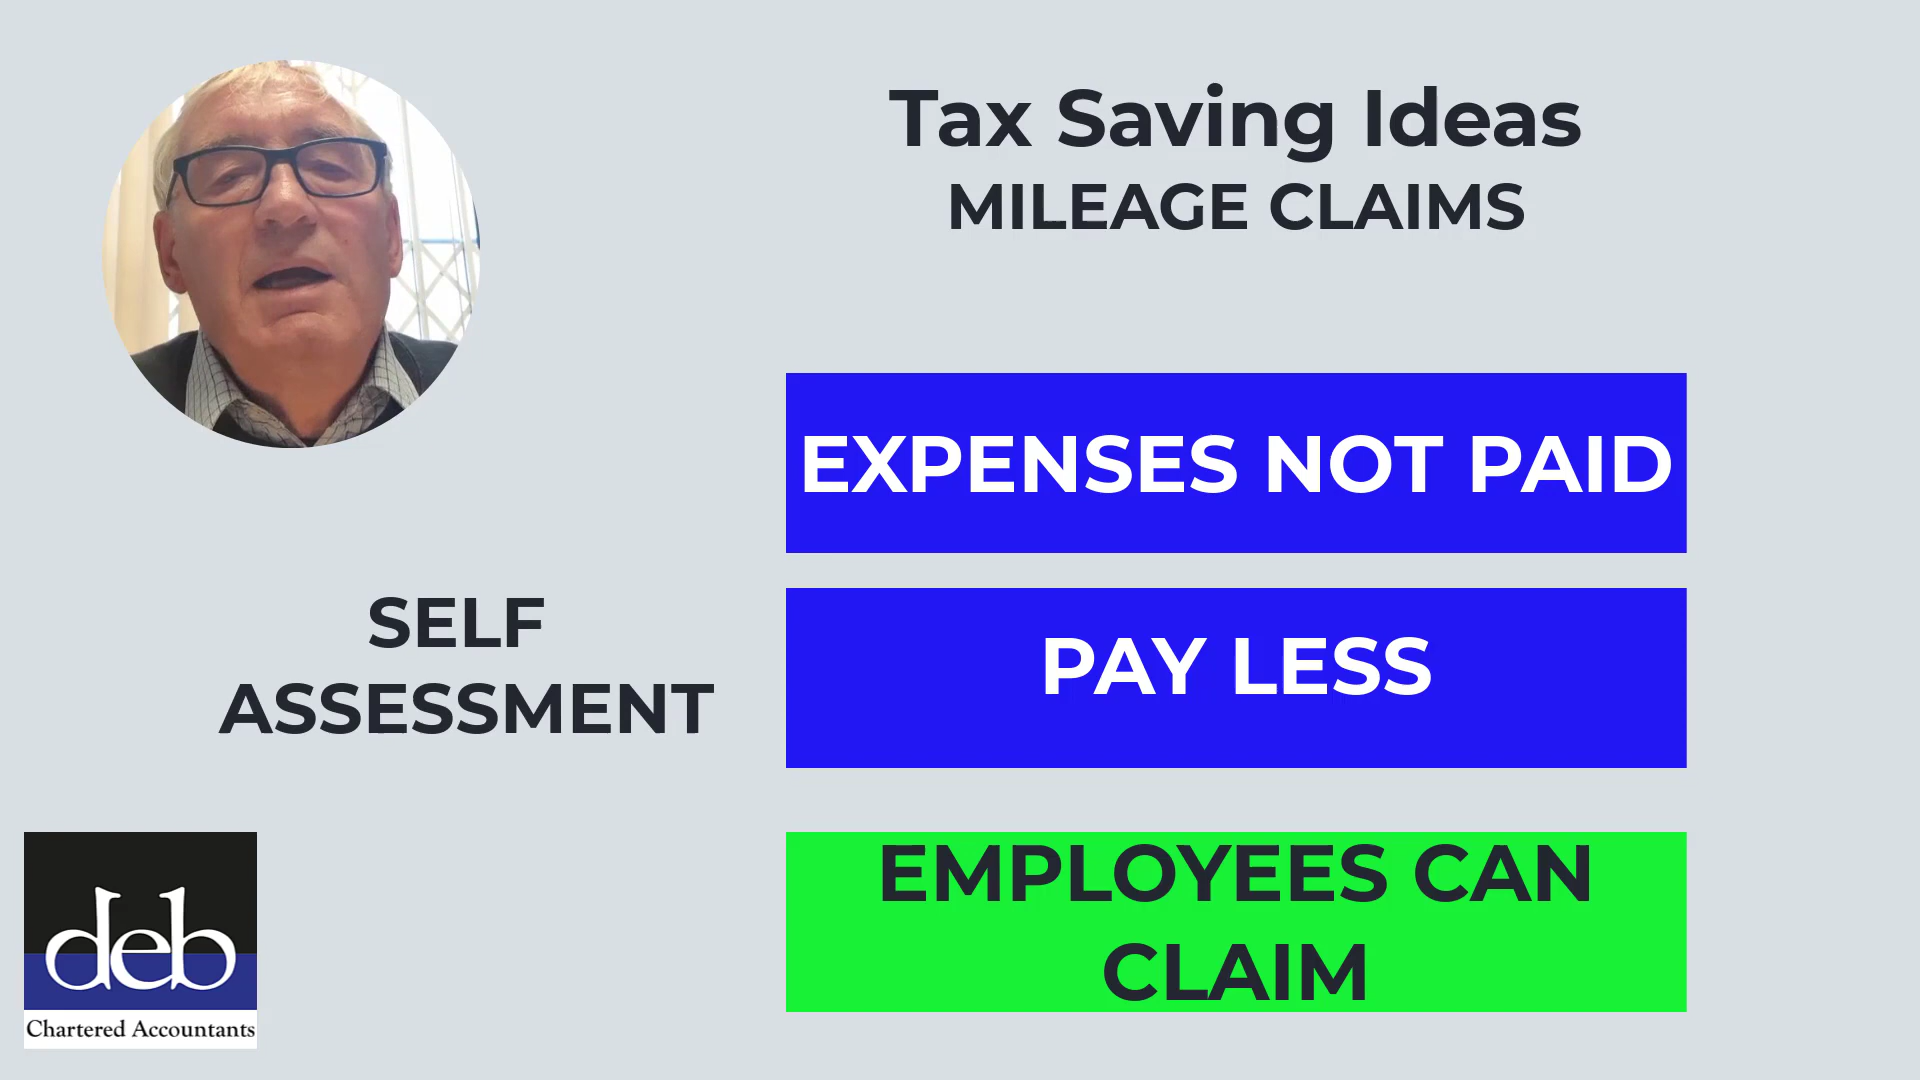 Tax Saving Ideas
MILEAGE CLAIMS
EXPENSES NOT PAID
SELF
ASSESSMENT
PAY LESS
EMPLOYEES CAN
CLAIM
deb
Chartered Accountants